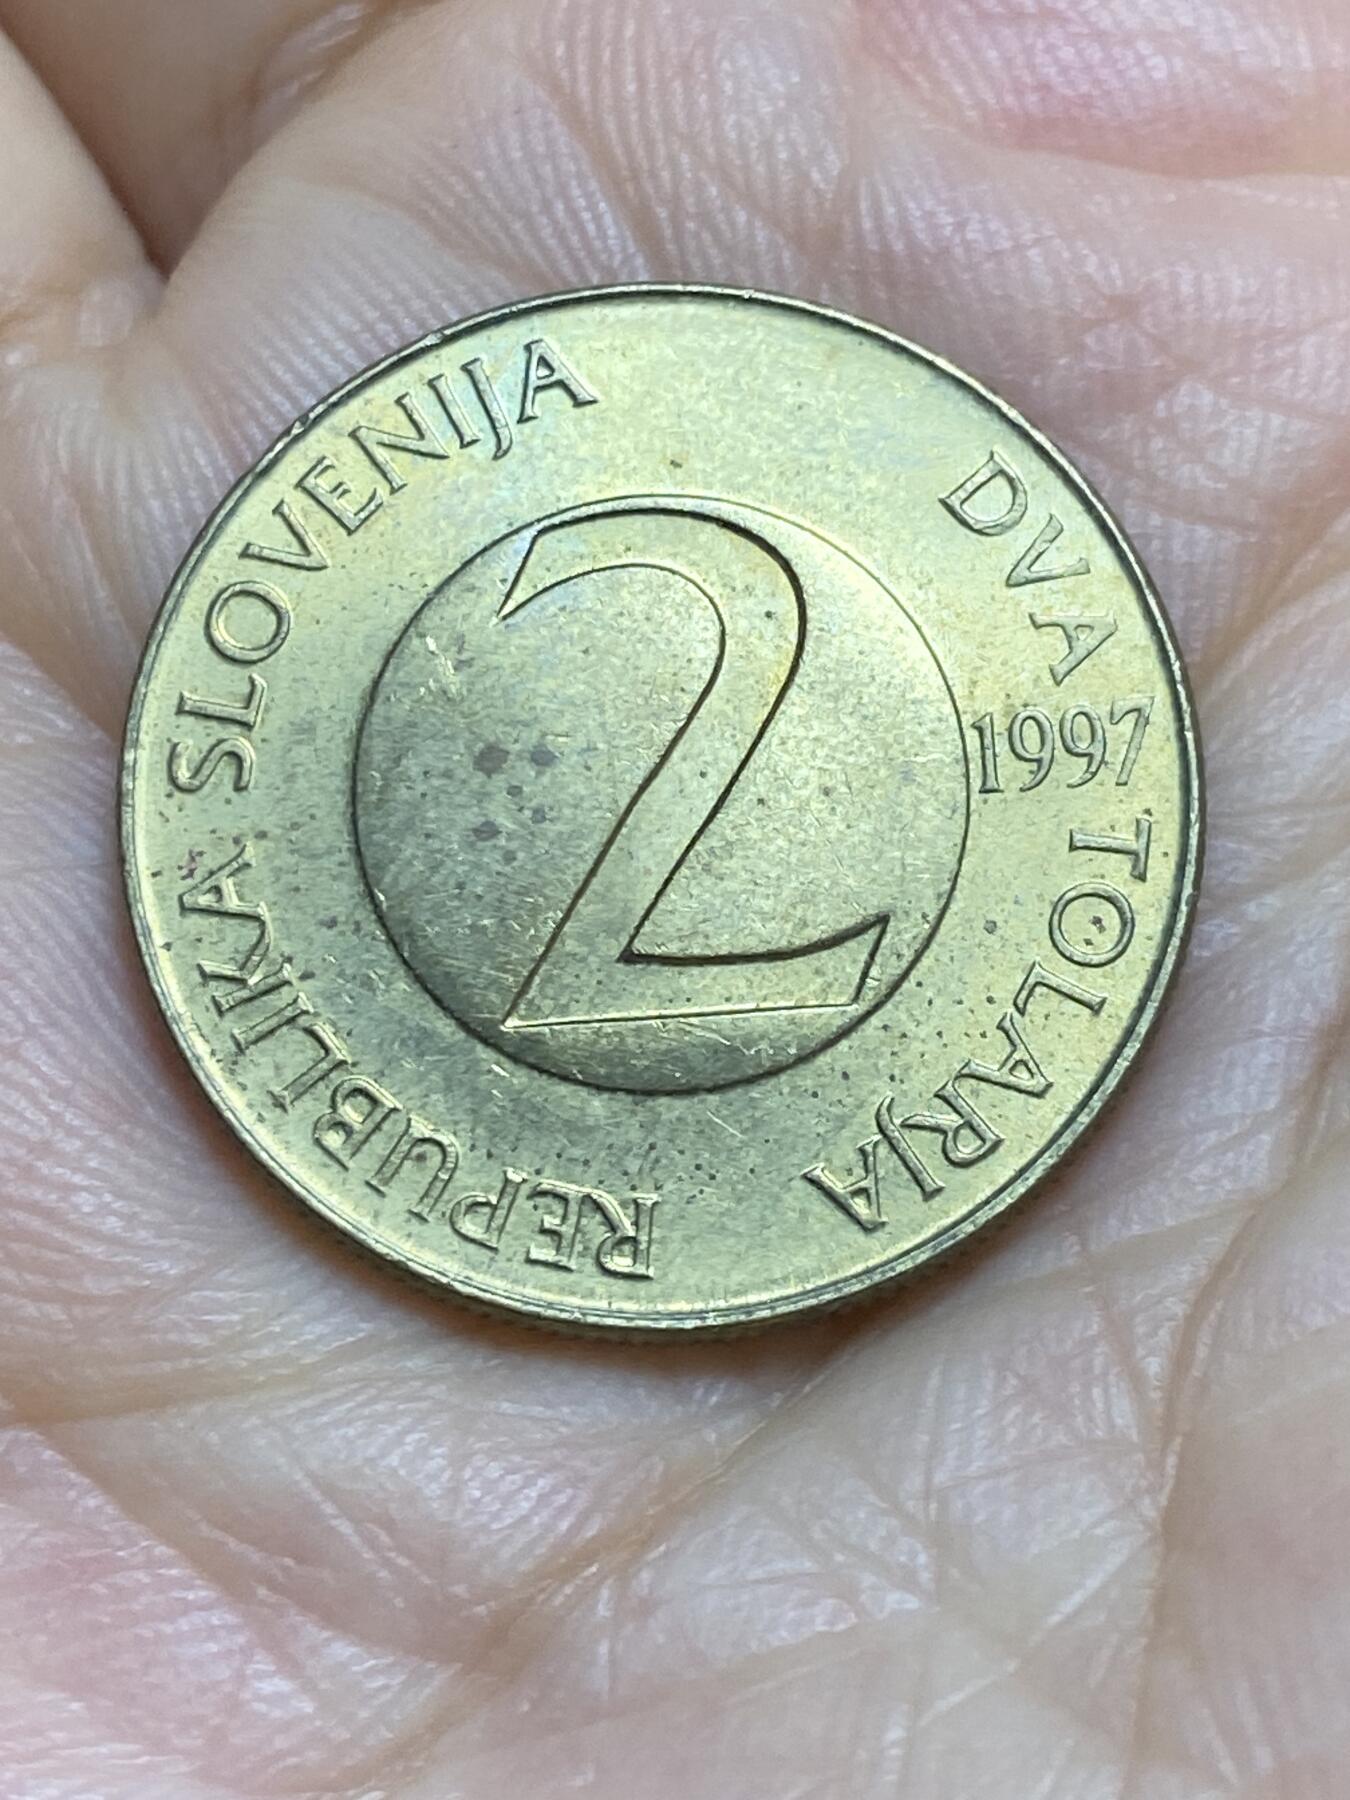 REPUBLIKA SLOVENIJA
DVA TOLARJA
1997
2